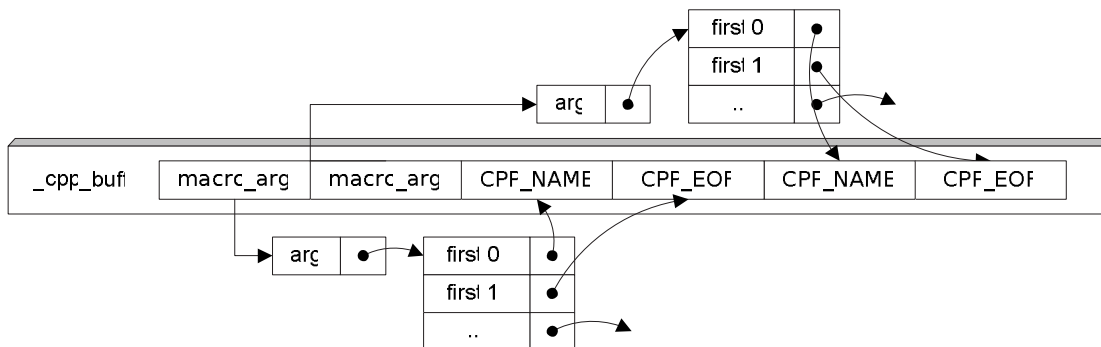 first 0
first 1
arg
..
_cpp_buff
macro_arg
macro_arg
CPP_NAME
CPP_EOF
CPP_NAME
CPP_EOF
arg
first 0
first 1
..